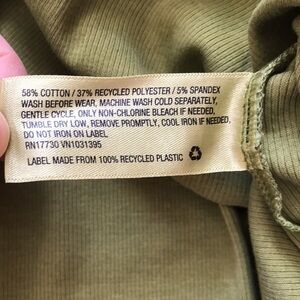 58% COTTON / 37% RECYCLED POLYESTER / 5% SPANDEX
WASH BEFORE WEAR, MACHINE WASH COLD SEPARATELY,
GENTLE CYCLE, ONLY NON-CHLORINE BLEACH IF NEEDED,
TUMBLE DRY LOW, REMOVE PROMPTLY, COOL IRON IF NEEDED,
DO NOT IRON ON LABEL
RN17730 VN1031395
LABEL MADE FROM 100% RECYCLED PLASTIC